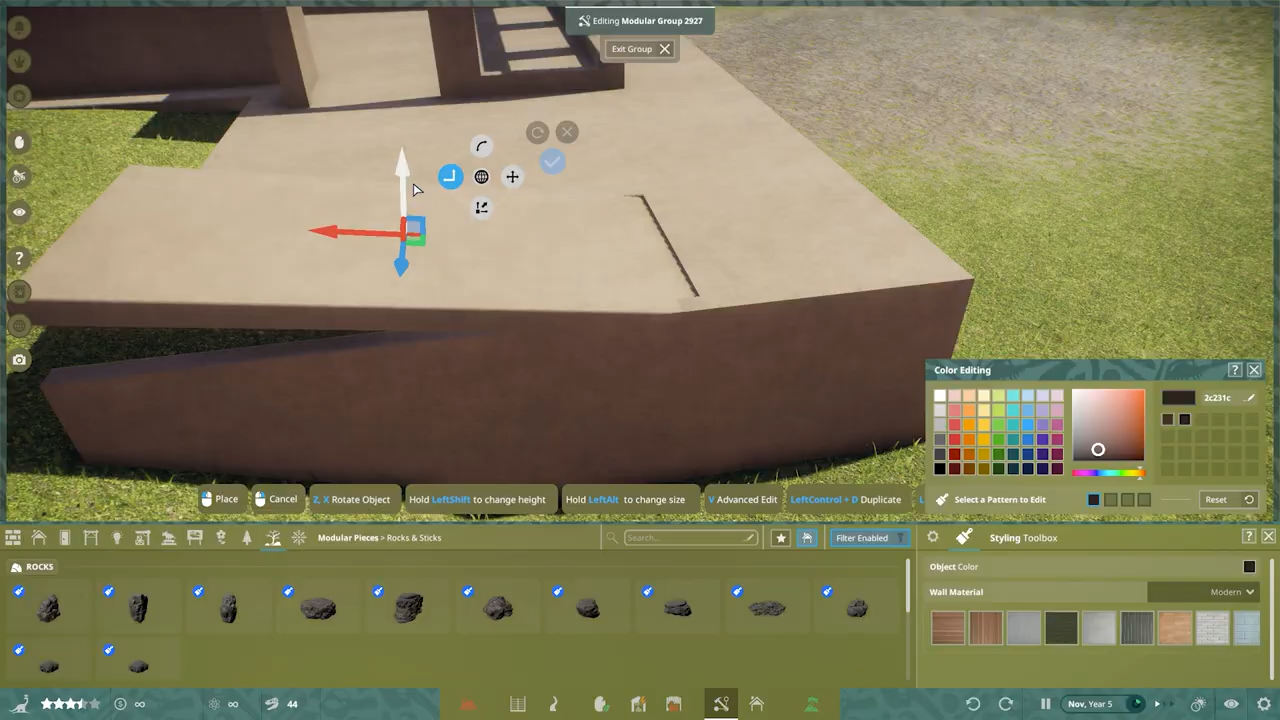 Editing Modular Group 2927
Exit Group
Color Editing
?
2c231c
Select a Pattern to Edit
Reset
Place
Cancel
Z, X Rotate Object
Hold LeftShift to change height
Hold LeftAlt to change size
V Advanced Edit
LeftControl + D Duplicate
L
Modular Pieces > Rocks & Sticks
Search...
Filter Enabled
Styling Toolbox
?
ROCKS
Object Color
Wall Material
Modern
?
$ ∞
∞
44
Nov, Year 5